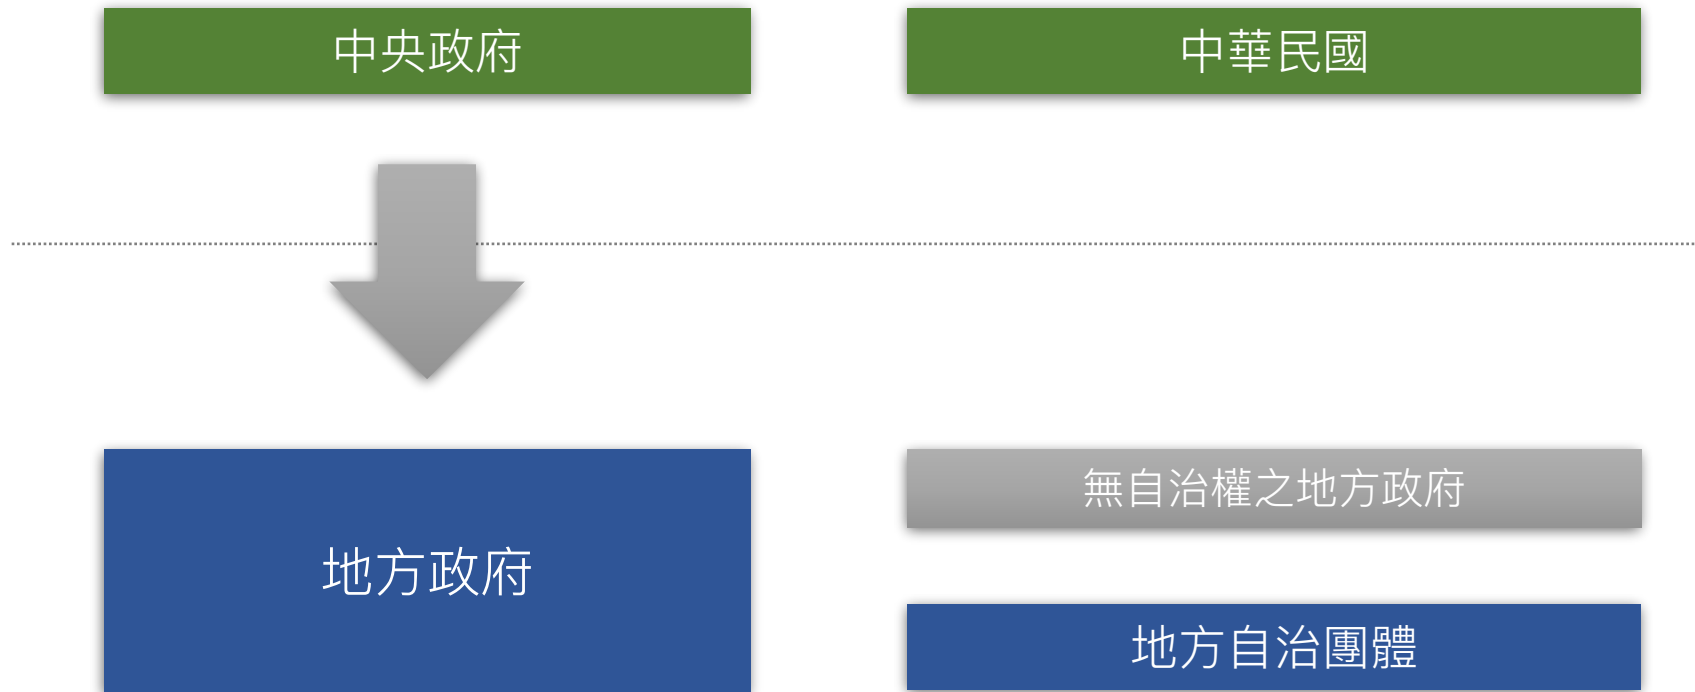 中央政府
中華民國
無自治權之地方政府
地方政府
地方自治團體